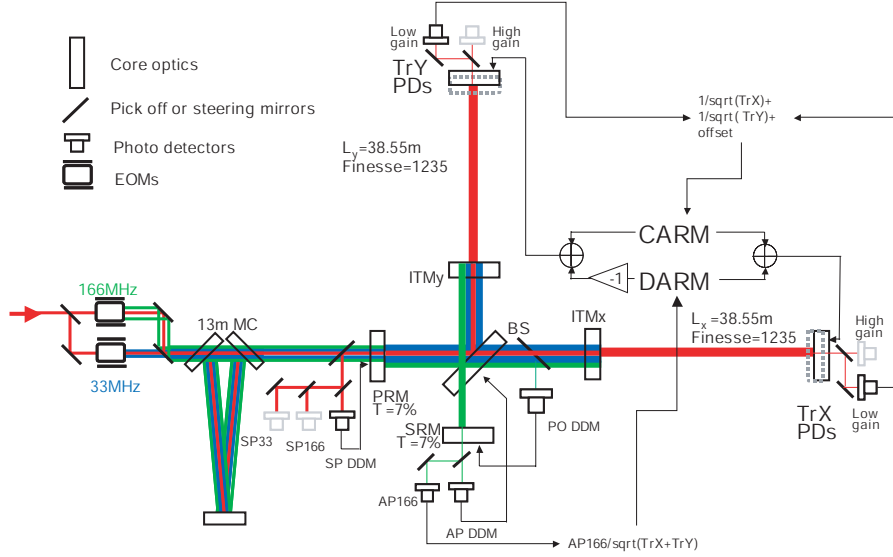 Core optics
Pick off or steering mirrors
Photo detectors
EOMs
Low
gain
High
gain
TrY
PDs
Ly=38.55m
Finesse=1235
1/sqrt(TrX)+
1/sqrt( TrY)+
offset
CARM
-1
DARM
ITMy
166MHz
33MHz
13m MC
BS
ITMx
Lx=38.55m
Finesse=1235
High
gain
Low
gain
TrX
PDs
PRM
T=7%
SRM
T=7%
SP33
SP166
SP DDM
PO DDM
AP166
AP DDM
AP166/sqrt(TrX+TrY)